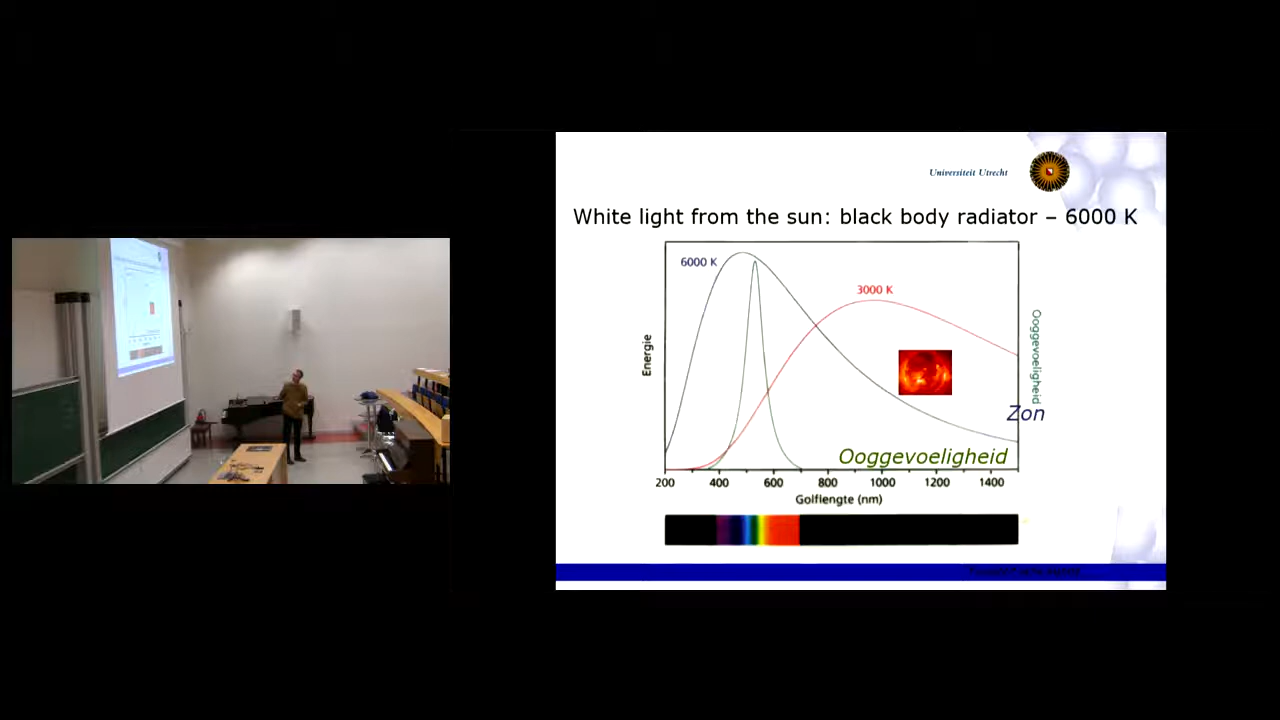 Universiteit Utrecht
White light from the sun: black body radiator – 6000 K
6000 K
3000 K
Energie
Ooggevoeligheid
Zon
Ooggevoeligheid
200 400 600 800 1000 1200 1400
Golflengte (nm)